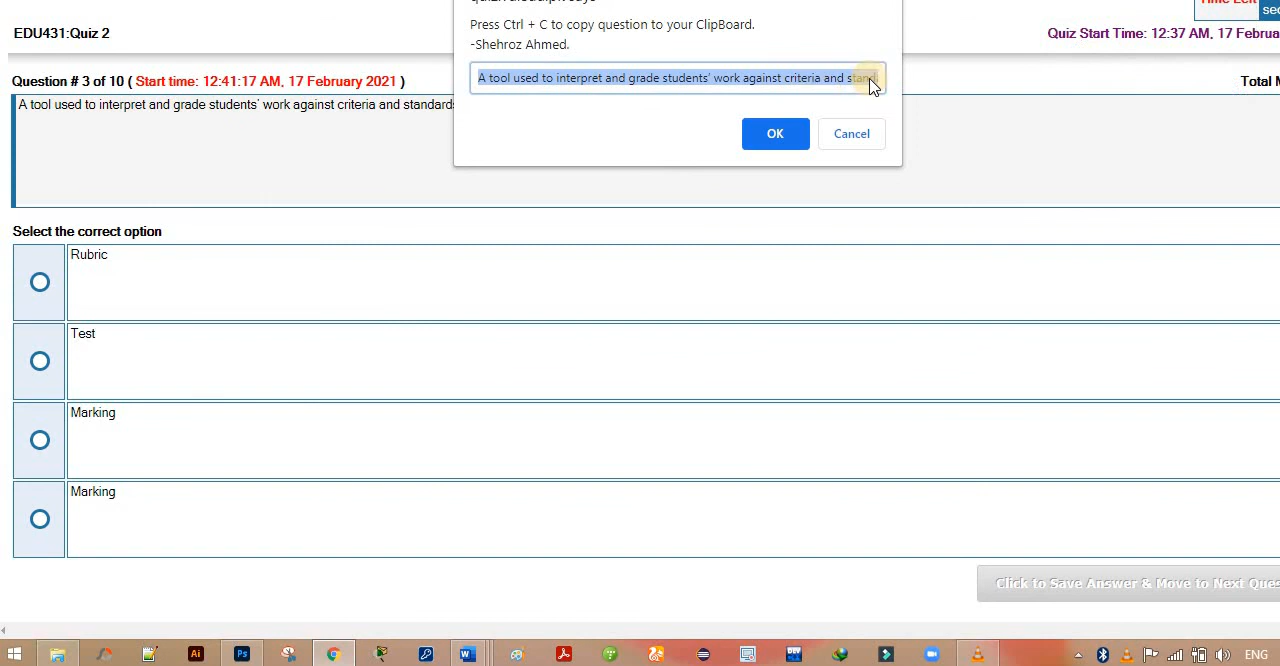 Press Ctrl + C to copy question to your ClipBoard.
-Shehroz Ahmed.
EDU431:Quiz 2
Quiz Start Time: 12:37 AM, 17 Februa
A tool used to interpret and grade students' work against criteria and stand
Question # 3 of 10 ( Start time: 12:41:17 AM, 17 February 2021 )
Total M
A tool used to interpret and grade students' work against criteria and standards
OK
Cancel
Select the correct option
Rubric
Test
Marking
Marking
Click to Save Answer & Move to Next Ques
ENG